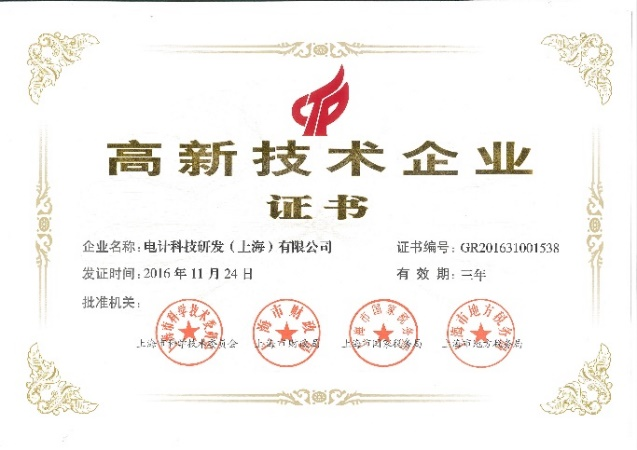 高新技术企业
证书
企业名称：电计科技研发（上海）有限公司 证书编号：GR201631001538
发证时间：2016年11月24日 有效期：三年
批准机关：
上海市科学技术委员会 上海市财政局 上海市国家税务局 上海市地方税务局